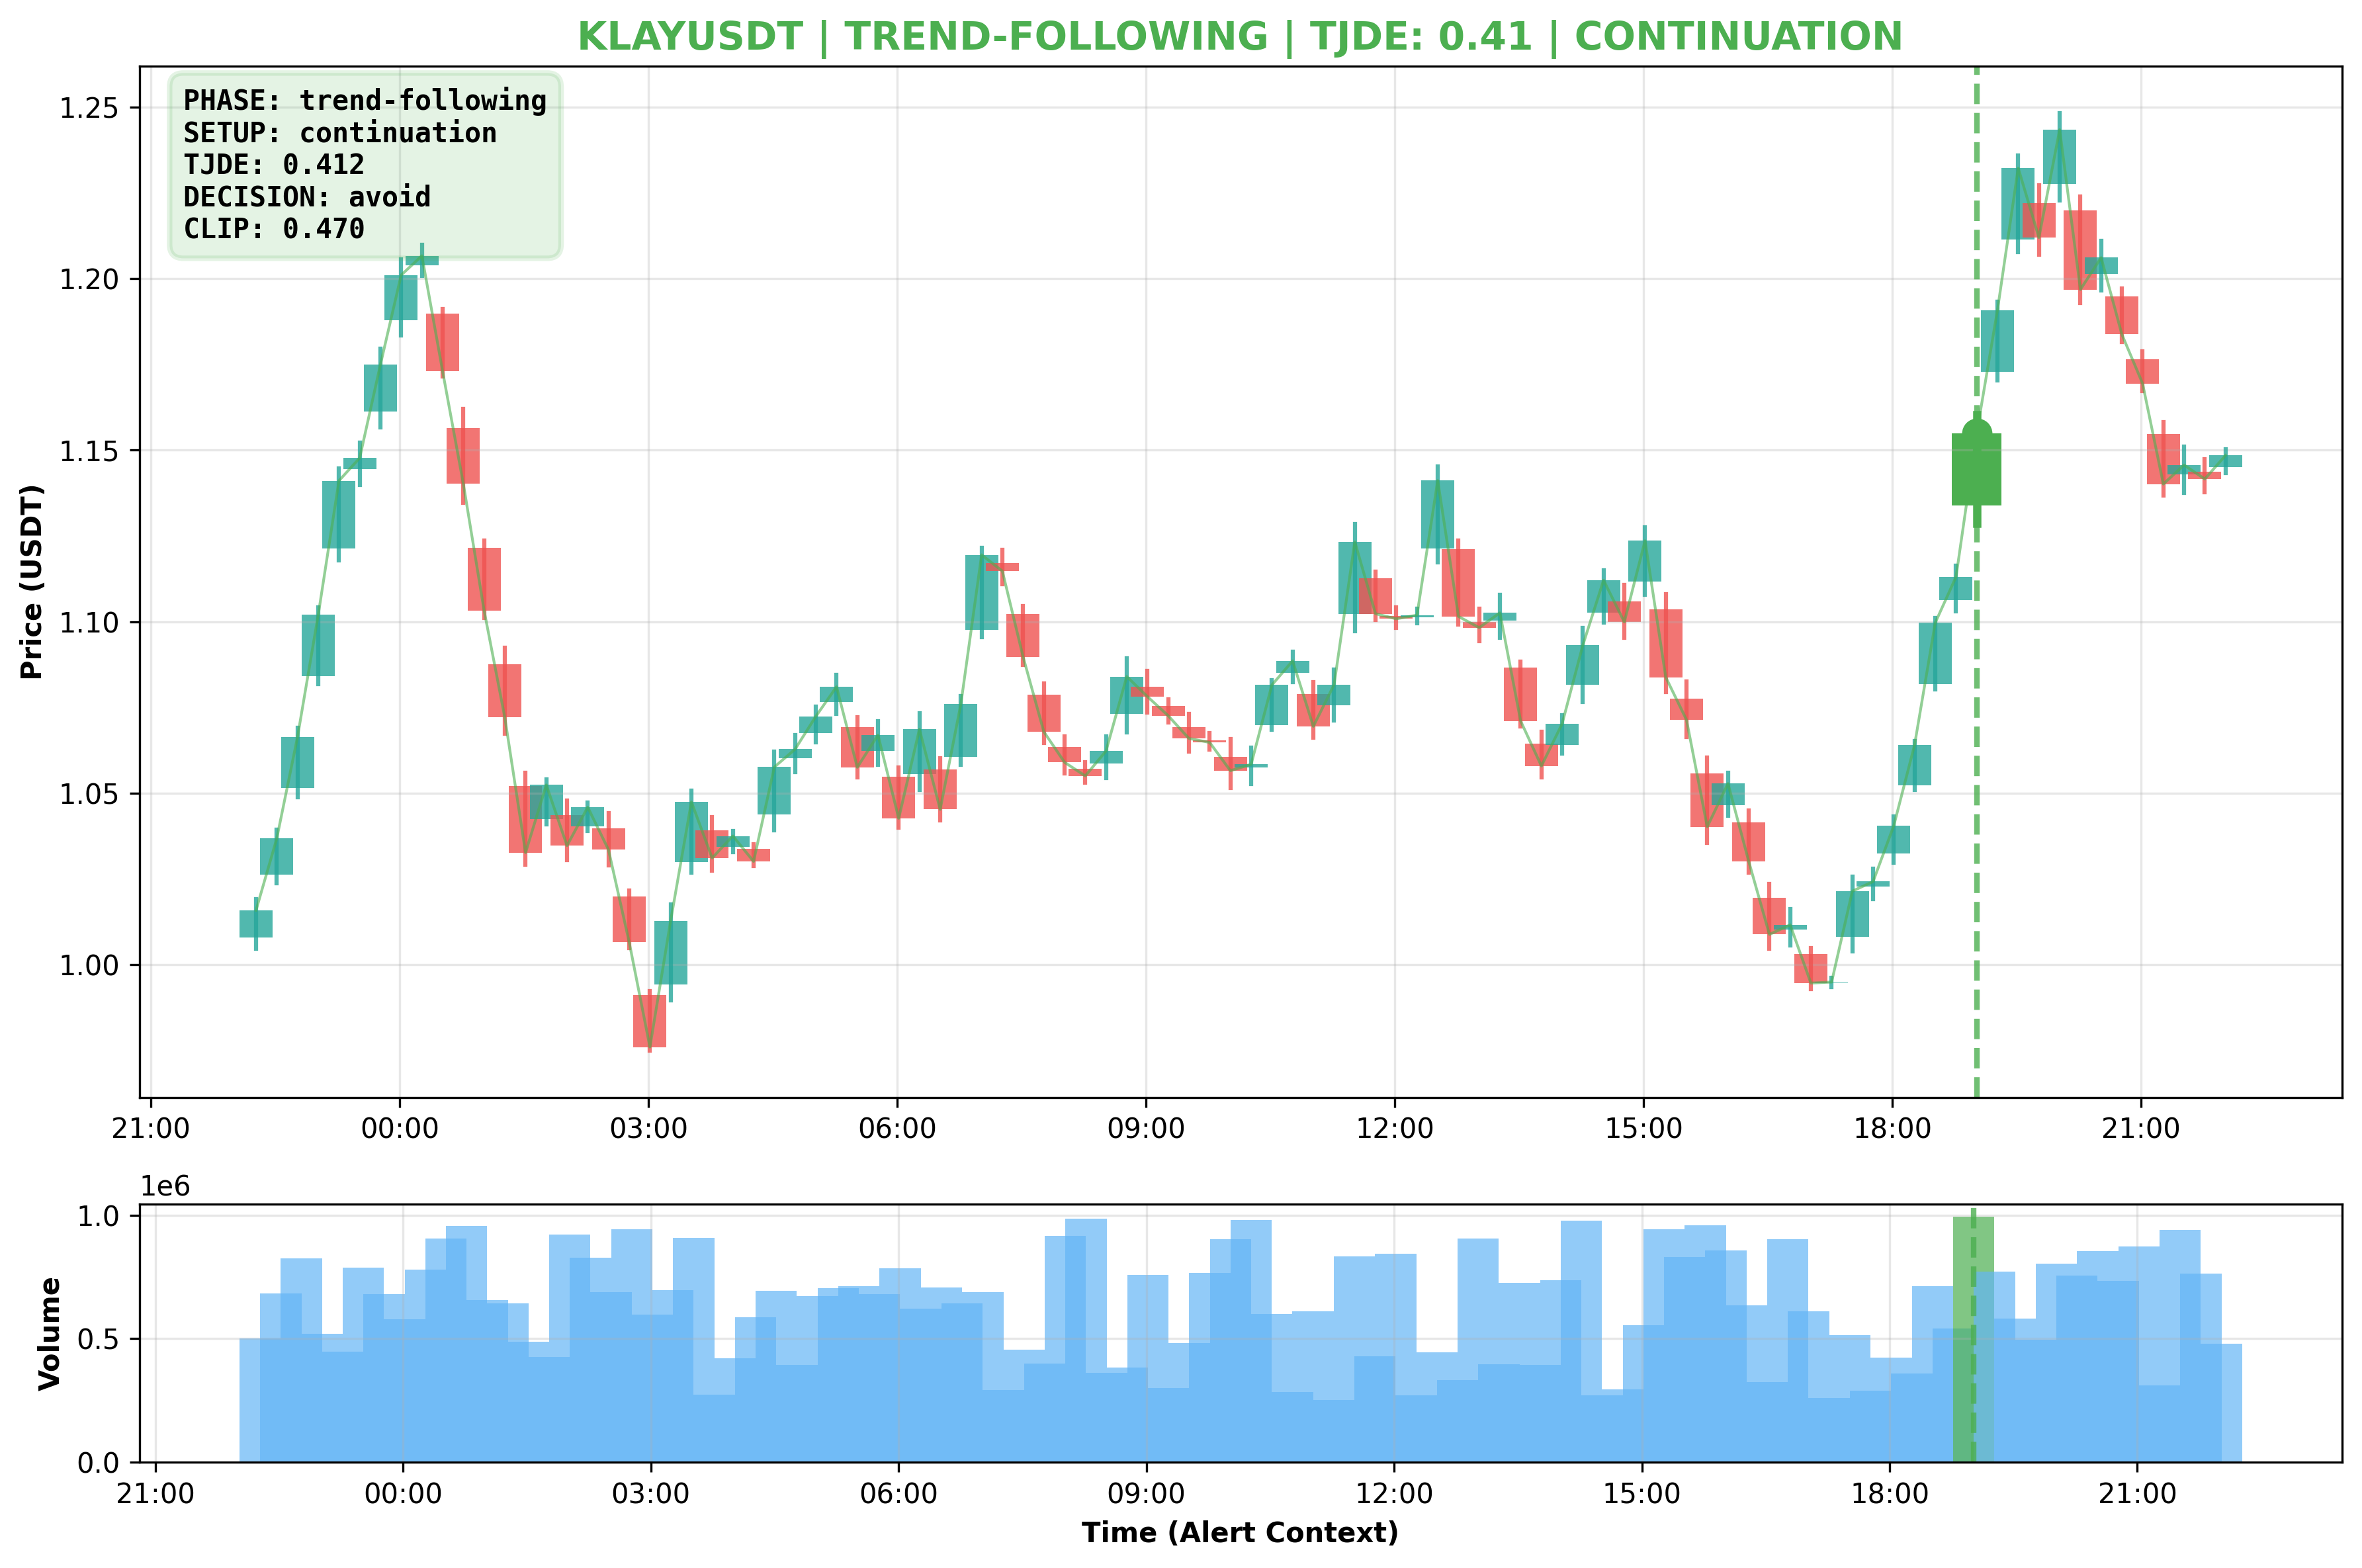 KLAYUSDT | TREND-FOLLOWING | TJDE: 0.41 | CONTINUATION
PHASE: trend-following
SETUP: continuation
TJDE: 0.412
DECISION: avoid
CLIP: 0.470
Price (USDT)
1.25
1.20
1.15
1.10
1.05
1.00
21:00 00:00 03:00 06:00 09:00 12:00 15:00 18:00 21:00
1e6
Volume
1.0
0.5
0.0
21:00 00:00 03:00 06:00 09:00 12:00 15:00 18:00 21:00
Time (Alert Context)